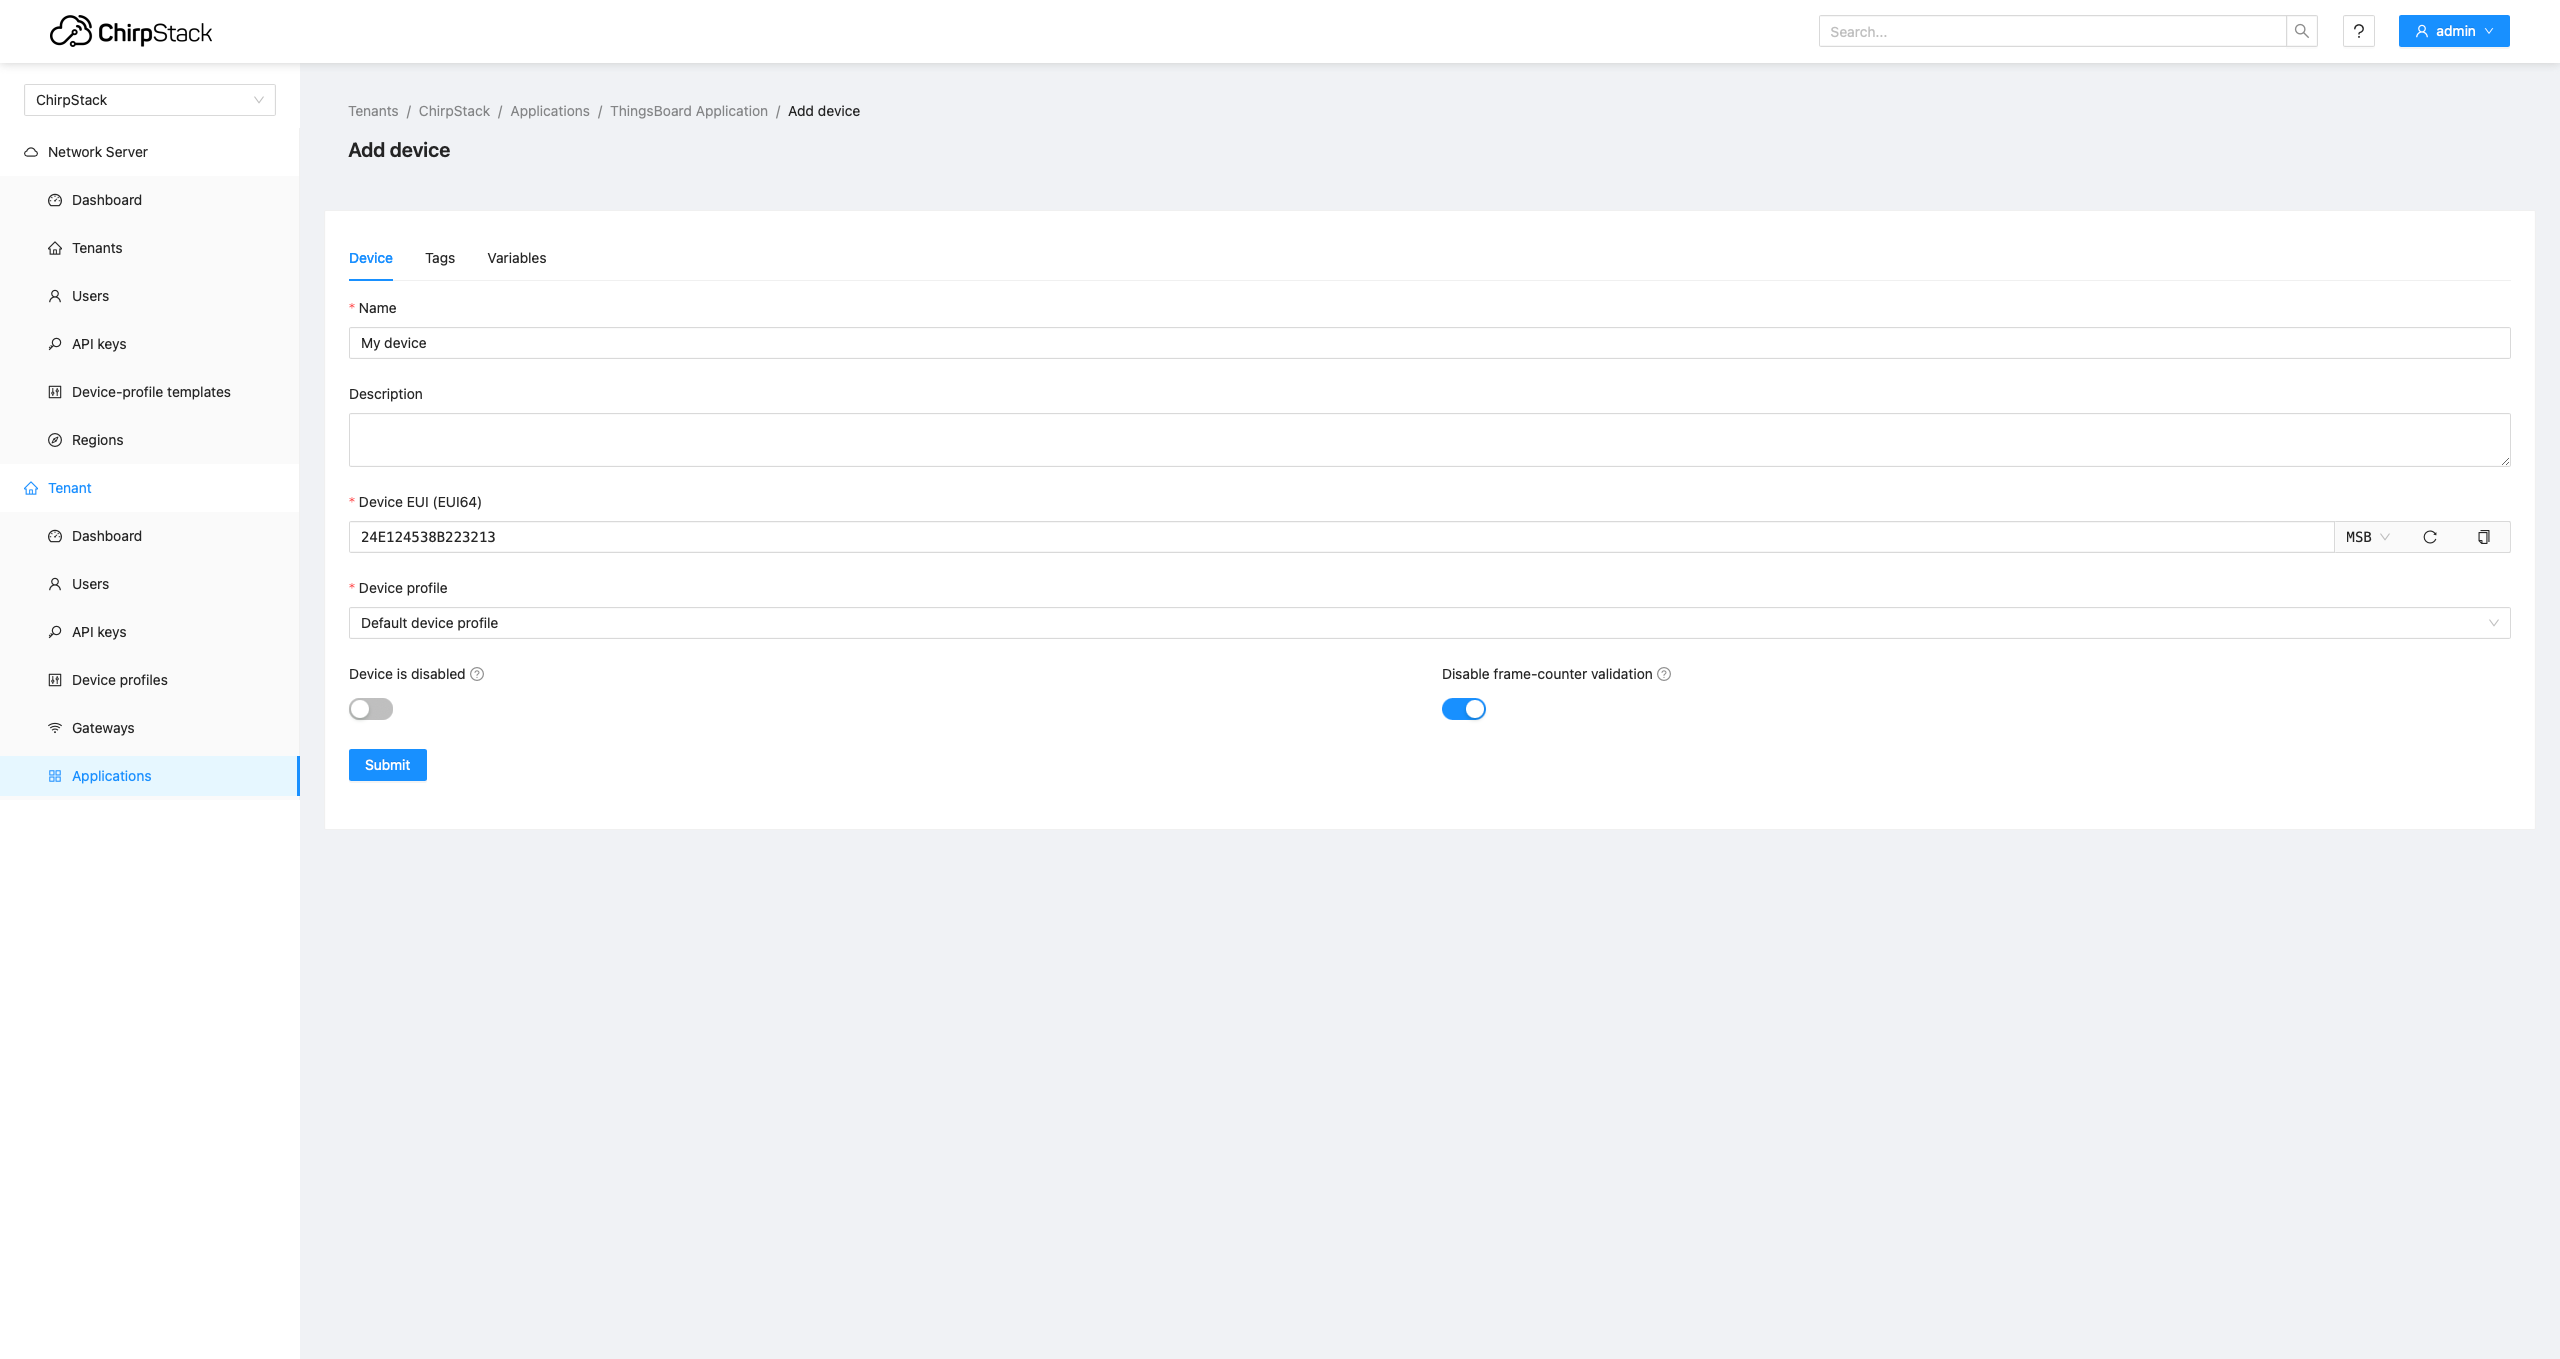 ChirpStack
Search...
?
admin
ChirpStack
Network Server
Dashboard
Tenants
Users
API keys
Device-profile templates
Regions
Tenant
Dashboard
Users
API keys
Device profiles
Gateways
Applications
Tenants / ChirpStack / Applications / ThingsBoard Application / Add device
Add device
Device Tags Variables
* Name
My device
Description
* Device EUI (EUI64)
24E124538B223213 MSB
* Device profile
Default device profile
Device is disabled ? Disable frame-counter validation ?
Submit